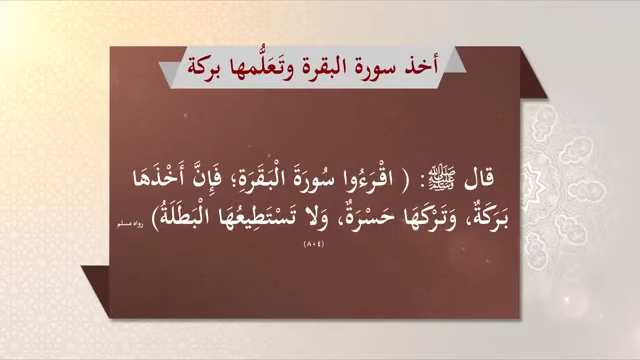 أخذ سورة البقرة وتَعَلُّمها بركة
قال ﷺ: ( اقْرَءُوا سُورَةَ الْبَقَرَةِ؛ فَإِنَّ أَخْذَهَا
بَرَكَةٌ، وَتَرْكَهَا حَسْرَةٌ، وَلا تَسْتَطِيعُهَا الْبَطَلَةُ) رواه مسلم
(٨٠٤)